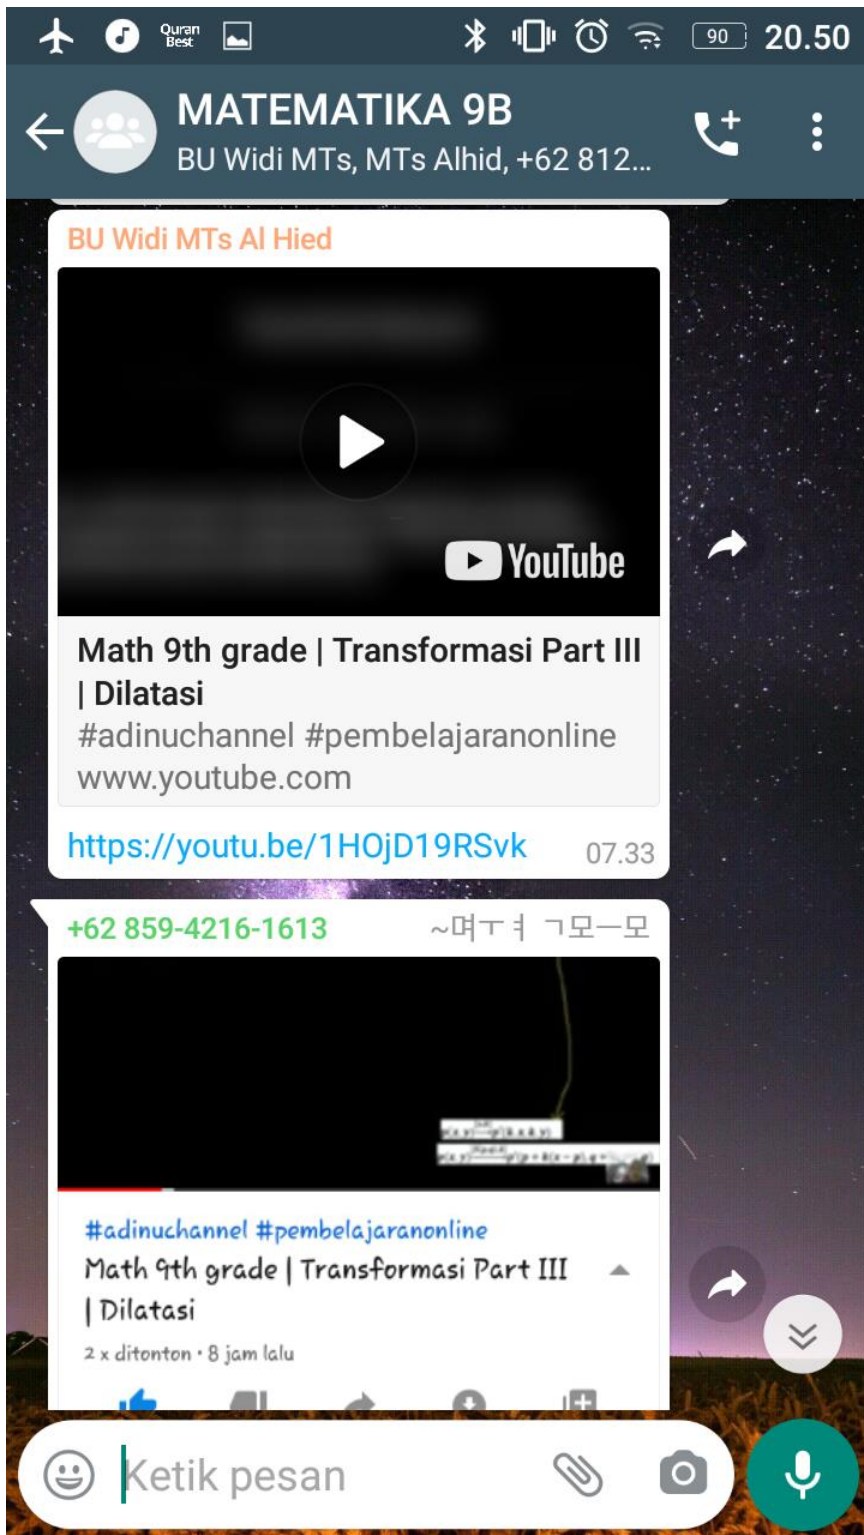 Quran
Best
90
20.50
MATEMATIKA 9B
BU Widi MTs, MTs Alhid, +62 812...
BU Widi MTs Al Hied
YouTube
Math 9th grade | Transformasi Part III
| Dilatasi
#adinuchannel #pembelajaranonline
www.youtube.com
https://youtu.be/1HOjD19RSvk
07.33
+62 859-4216-1613
~며ㅜㅕ ㄱ모ㅡ모
#adinuchannel #pembelajaranonline
Math 9th grade | Transformasi Part III
| Dilatasi
2 x ditonton • 8 jam lalu
Ketik pesan